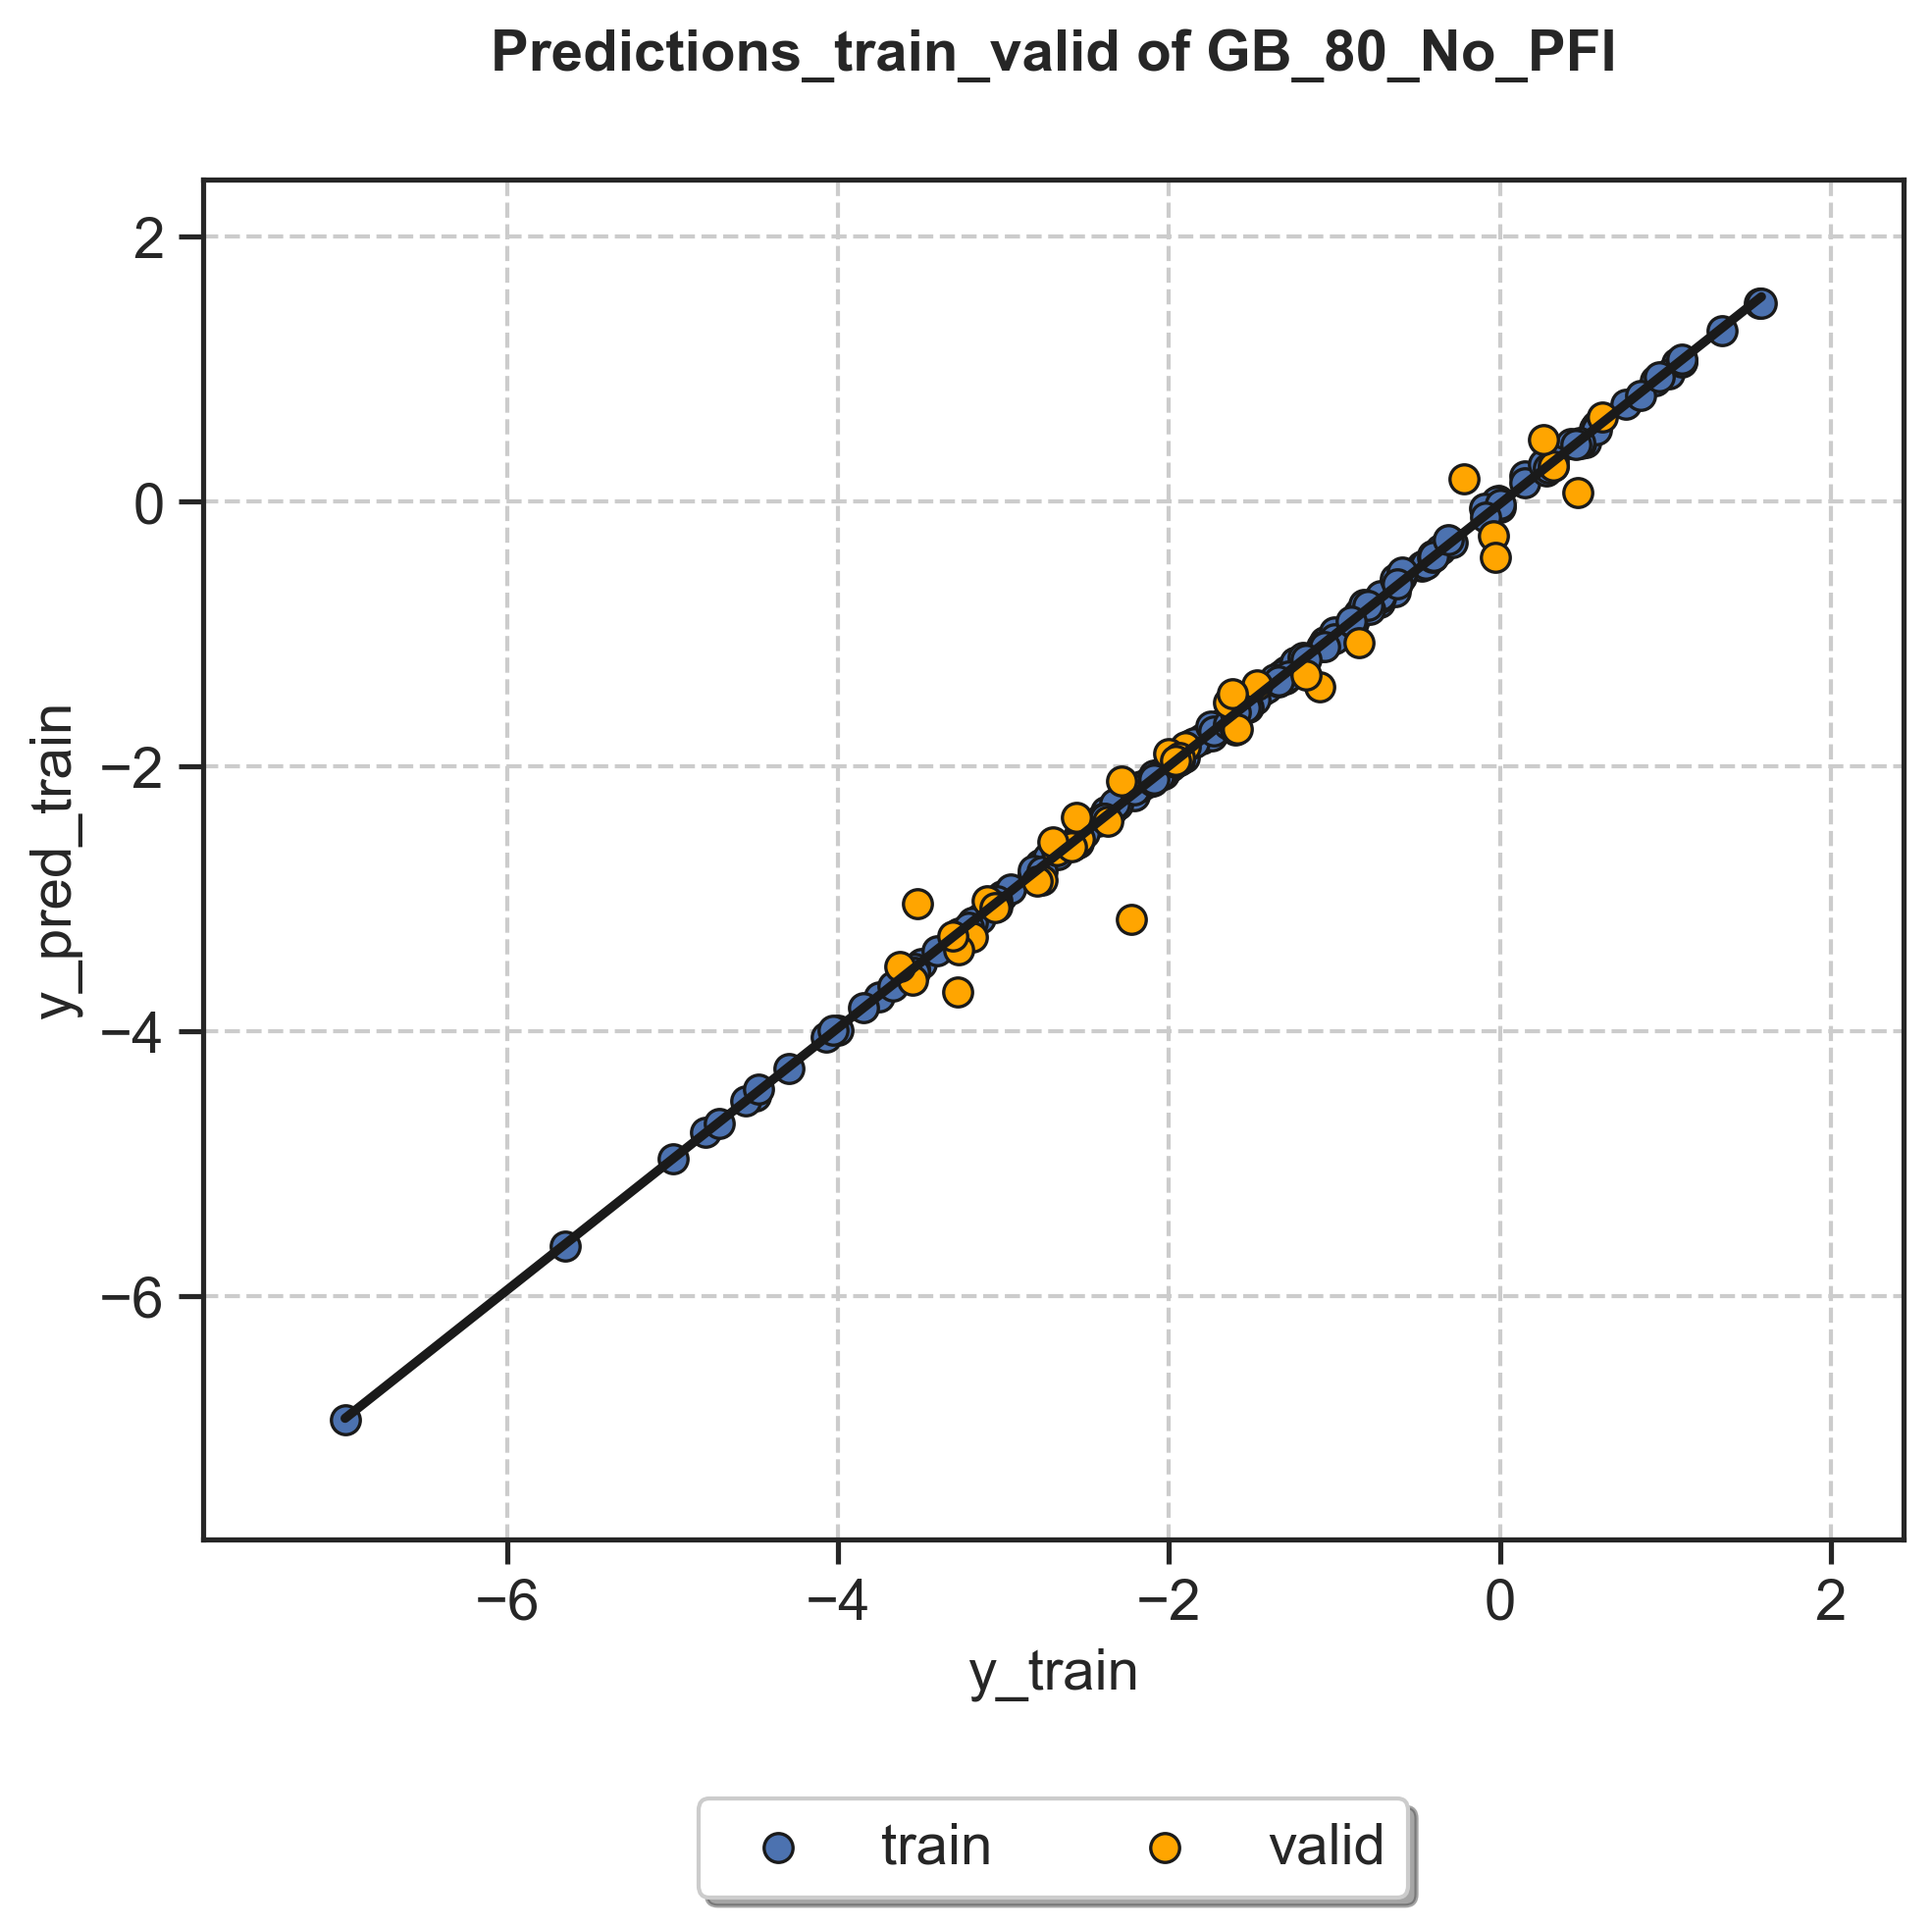 Predictions_train_valid of GB_80_No_PFI
2
0
−2
−4
−6
y_pred_train
−6 −4 −2 0 2
y_train
train valid